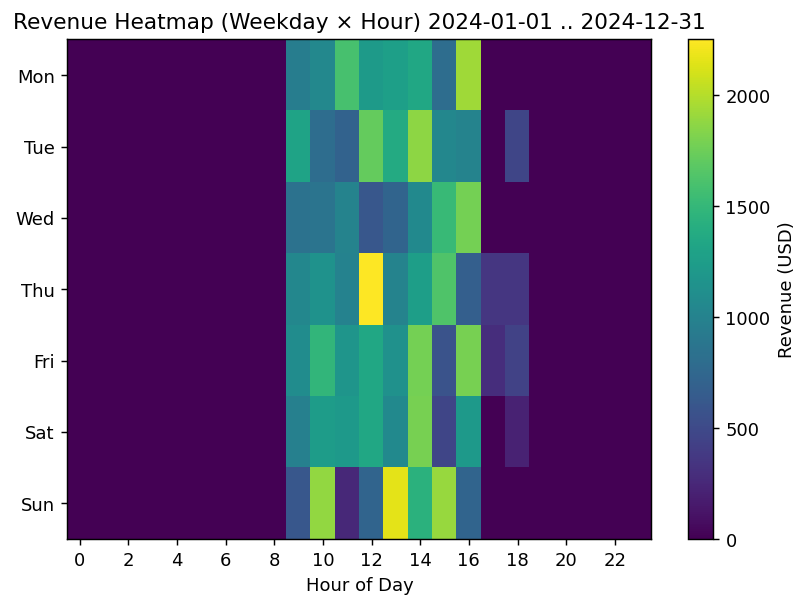 Revenue Heatmap (Weekday × Hour) 2024-01-01 .. 2024-12-31
Mon
Tue
Wed
Thu
Fri
Sat
Sun
0 2 4 6 8 10 12 14 16 18 20 22
Hour of Day
2000
1500
1000
500
0
Revenue (USD)